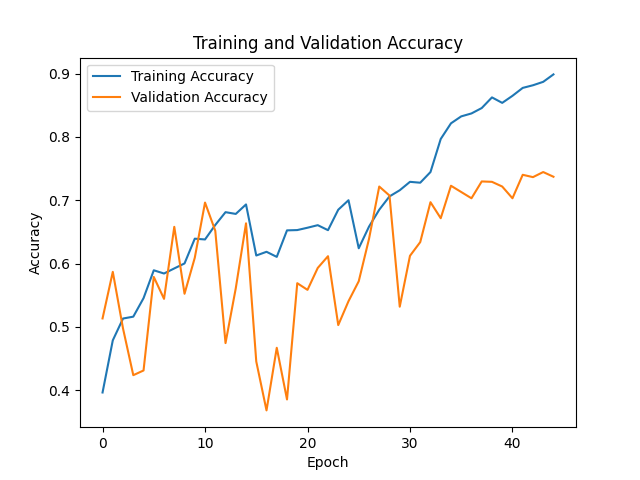 Training and Validation Accuracy
Training Accuracy
Validation Accuracy
Accuracy
0.9
0.8
0.7
0.6
0.5
0.4
0 10 20 30 40
Epoch